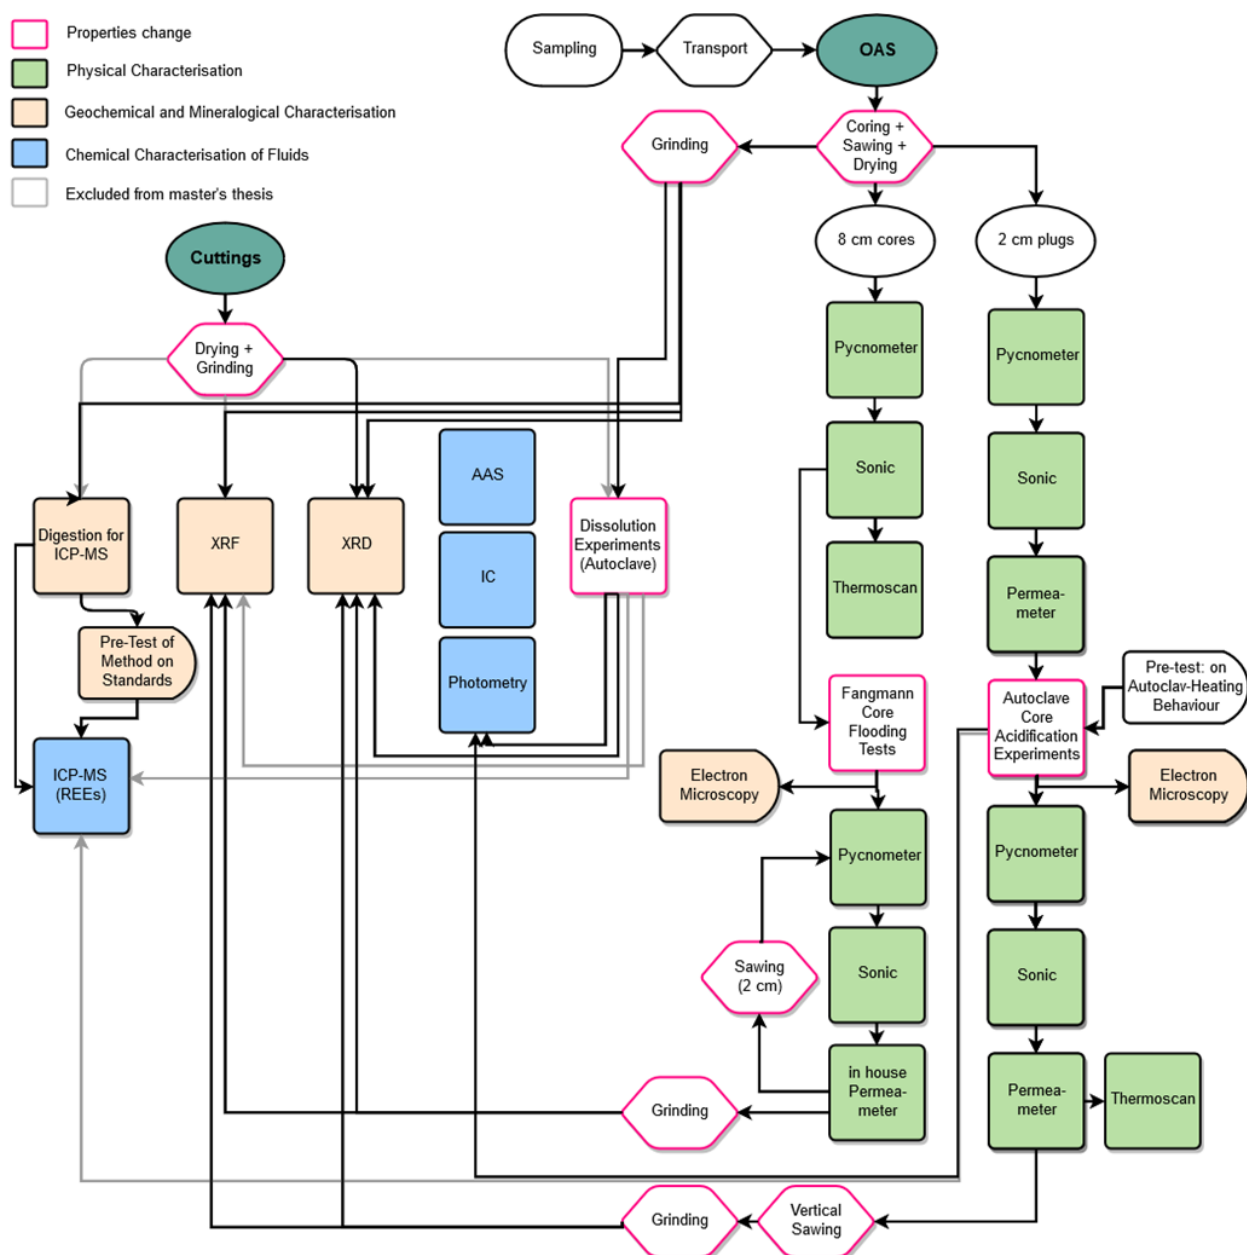 Properties change
Physical Characterisation
Geochemical and Mineralogical Characterisation
Chemical Characterisation of Fluids
Excluded from master's thesis
Sampling
Transport
OAS
Grinding
Coring +
Sawing +
Drying
8 cm cores
2 cm plugs
Cuttings
Drying +
Grinding
Pycnometer
Pycnometer
Sonic
Sonic
Thermoscan
Permea-
meter
AAS
IC
Photometry
Digestion for
ICP-MS
XRF
XRD
Dissolution
Experiments
(Autoclave)
Pre-Test of
Method on
Standards
ICP-MS
(REEs)
Fangmann
Core
Flooding
Tests
Autoclave
Core
Acidification
Experiments
Pre-test: on
Autoclav-Heating
Behaviour
Electron
Microscopy
Electron
Microscopy
Pycnometer
Pycnometer
Sawing
(2 cm)
Sonic
Sonic
in house
Permea-
meter
Permea-
meter
Thermoscan
Grinding
Grinding
Vertical
Sawing